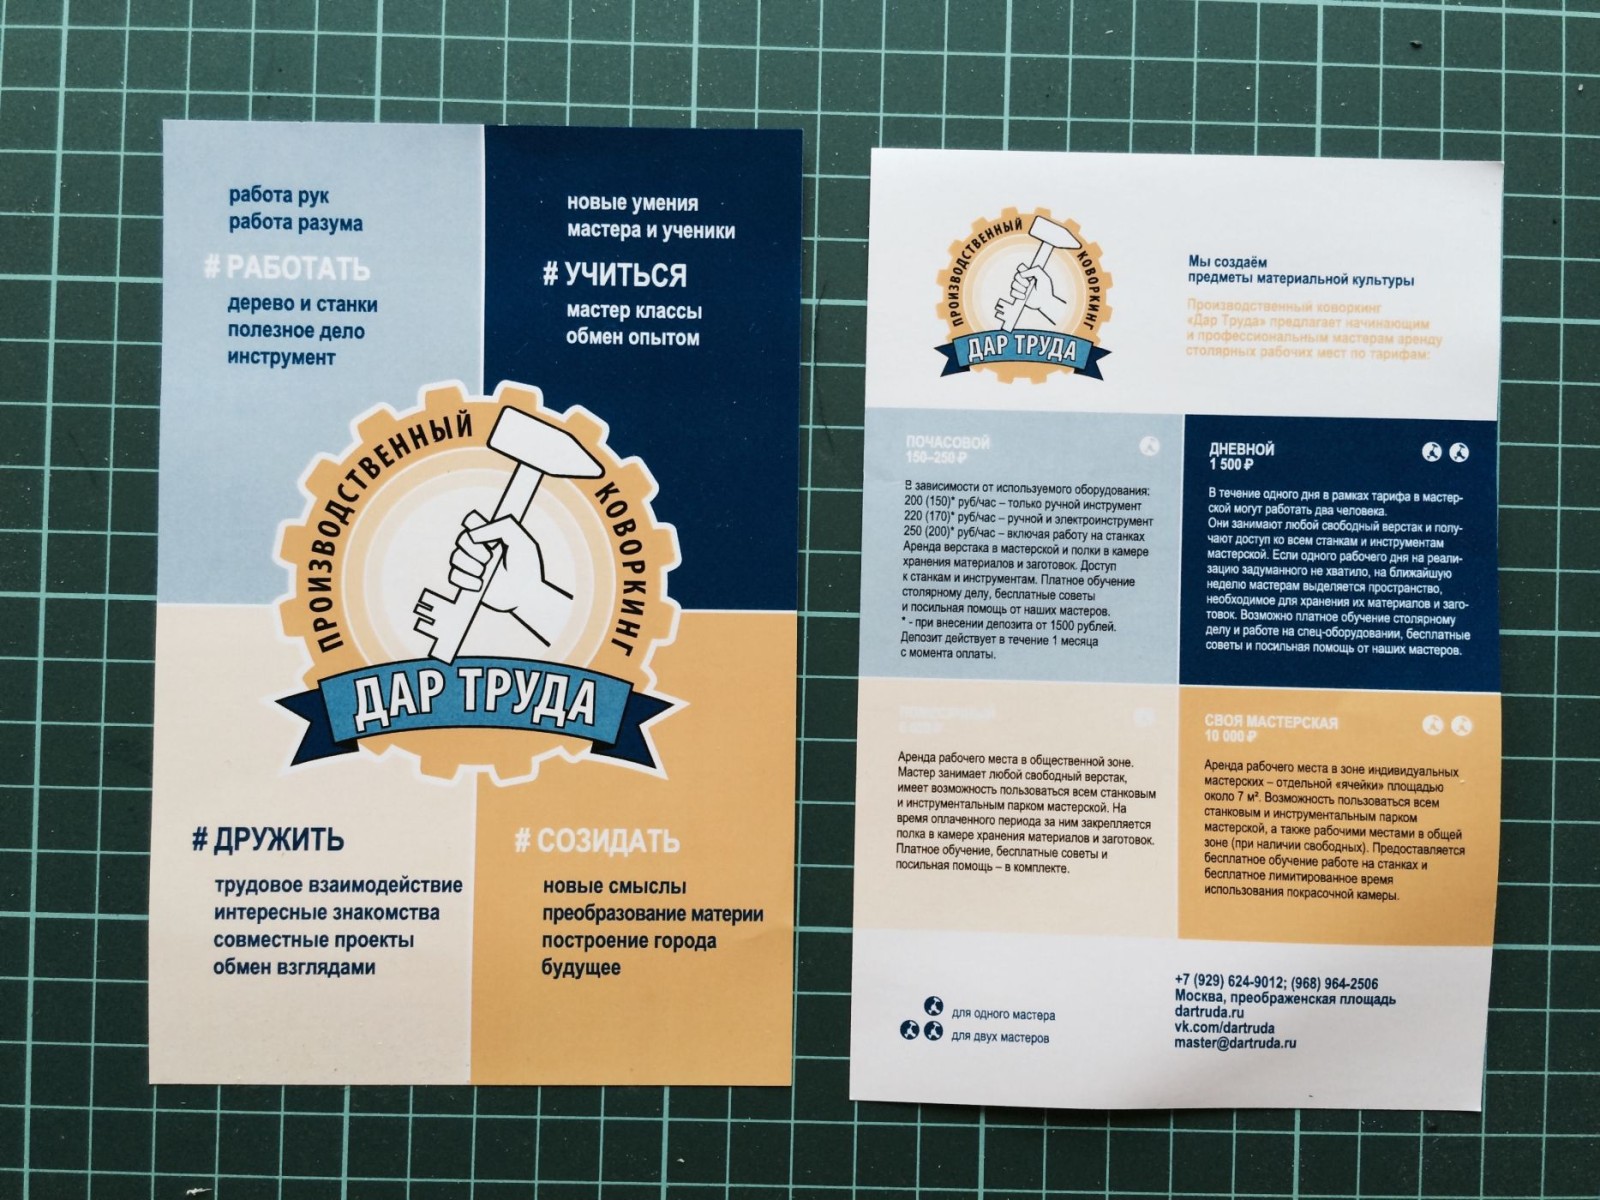 работа рук
работа разума
# РАБОТАТЬ
дерево и станки
полезное дело
инструмент
новые умения
мастера и ученики
# УЧИТЬСЯ
мастер классы
обмен опытом
ПРОИЗВОДСТВЕННЫЙ КОВОРКИНГ
ДАР ТРУДА
# ДРУЖИТЬ
трудовое взаимодействие
интересные знакомства
совместные проекты
обмен взглядами
# СОЗИДАТЬ
новые смыслы
преобразование материи
построение города
будущее
ПРОИЗВОДСТВЕННЫЙ КОВОРКИНГ
ДАР ТРУДА
Мы создаём
предметы материальной культуры
Производственный коворкинг
«Дар Труда» предлагает начинающим
и профессиональным мастерам аренду
столярных рабочих мест по тарифам:
ПОЧАСОВОЙ
150–250 ₽
В зависимости от используемого оборудования:
200 (150)* руб/час – только ручной инструмент
220 (170)* руб/час – ручной и электроинструмент
250 (200)* руб/час – включая работу на станках
Аренда верстака в мастерской и полки в камере
хранения материалов и заготовок. Доступ
к станкам и инструментам. Платное обучение
столярному делу, бесплатные советы
и посильная помощь от наших мастеров.
* - при внесении депозита от 1500 рублей.
Депозит действует в течение 1 месяца
с момента оплаты.
ДНЕВНОЙ
1 500 ₽
В течение одного дня в рамках тарифа в мастер-
ской могут работать два человека.
Они занимают любой свободный верстак и полу-
чают доступ ко всем станкам и инструментам
мастерской. Если одного рабочего дня на реали-
зацию задуманного не хватило, на ближайшую
неделю мастерам выделяется пространство,
необходимое для хранения их материалов и заго-
товок. Возможно платное обучение столярному
делу и работе на спец-оборудовании, бесплатные
советы и посильная помощь от наших мастеров.
Аренда рабочего места в общественной зоне.
Мастер занимает любой свободный верстак,
имеет возможность пользоваться всем станковым
и инструментальным парком мастерской. На
время оплаченного периода за ним закрепляется
полка в камере хранения материалов и заготовок.
Платное обучение, бесплатные советы и
посильная помощь – в комплекте.
СВОЯ МАСТЕРСКАЯ
10 000 ₽
Аренда рабочего места в зоне индивидуальных
мастерских – отдельной «ячейки» площадью
около 7 м². Возможность пользоваться всем
станковым и инструментальным парком
мастерской, а также рабочими местами в общей
зоне (при наличии свободных). Предоставляется
бесплатное обучение работе на станках и
бесплатное лимитированное время
использования покрасочной камеры.
для одного мастера
для двух мастеров
+7 (929) 624-9012; (968) 964-2506
Москва, преображенская площадь
dartruda.ru
vk.com/dartruda
master@dartruda.ru